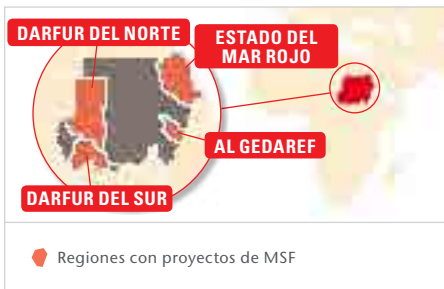 DARFUR DEL NORTE
ESTADO DEL
MAR ROJO
AL GEDAREF
DARFUR DEL SUR
Regiones con proyectos de MSF